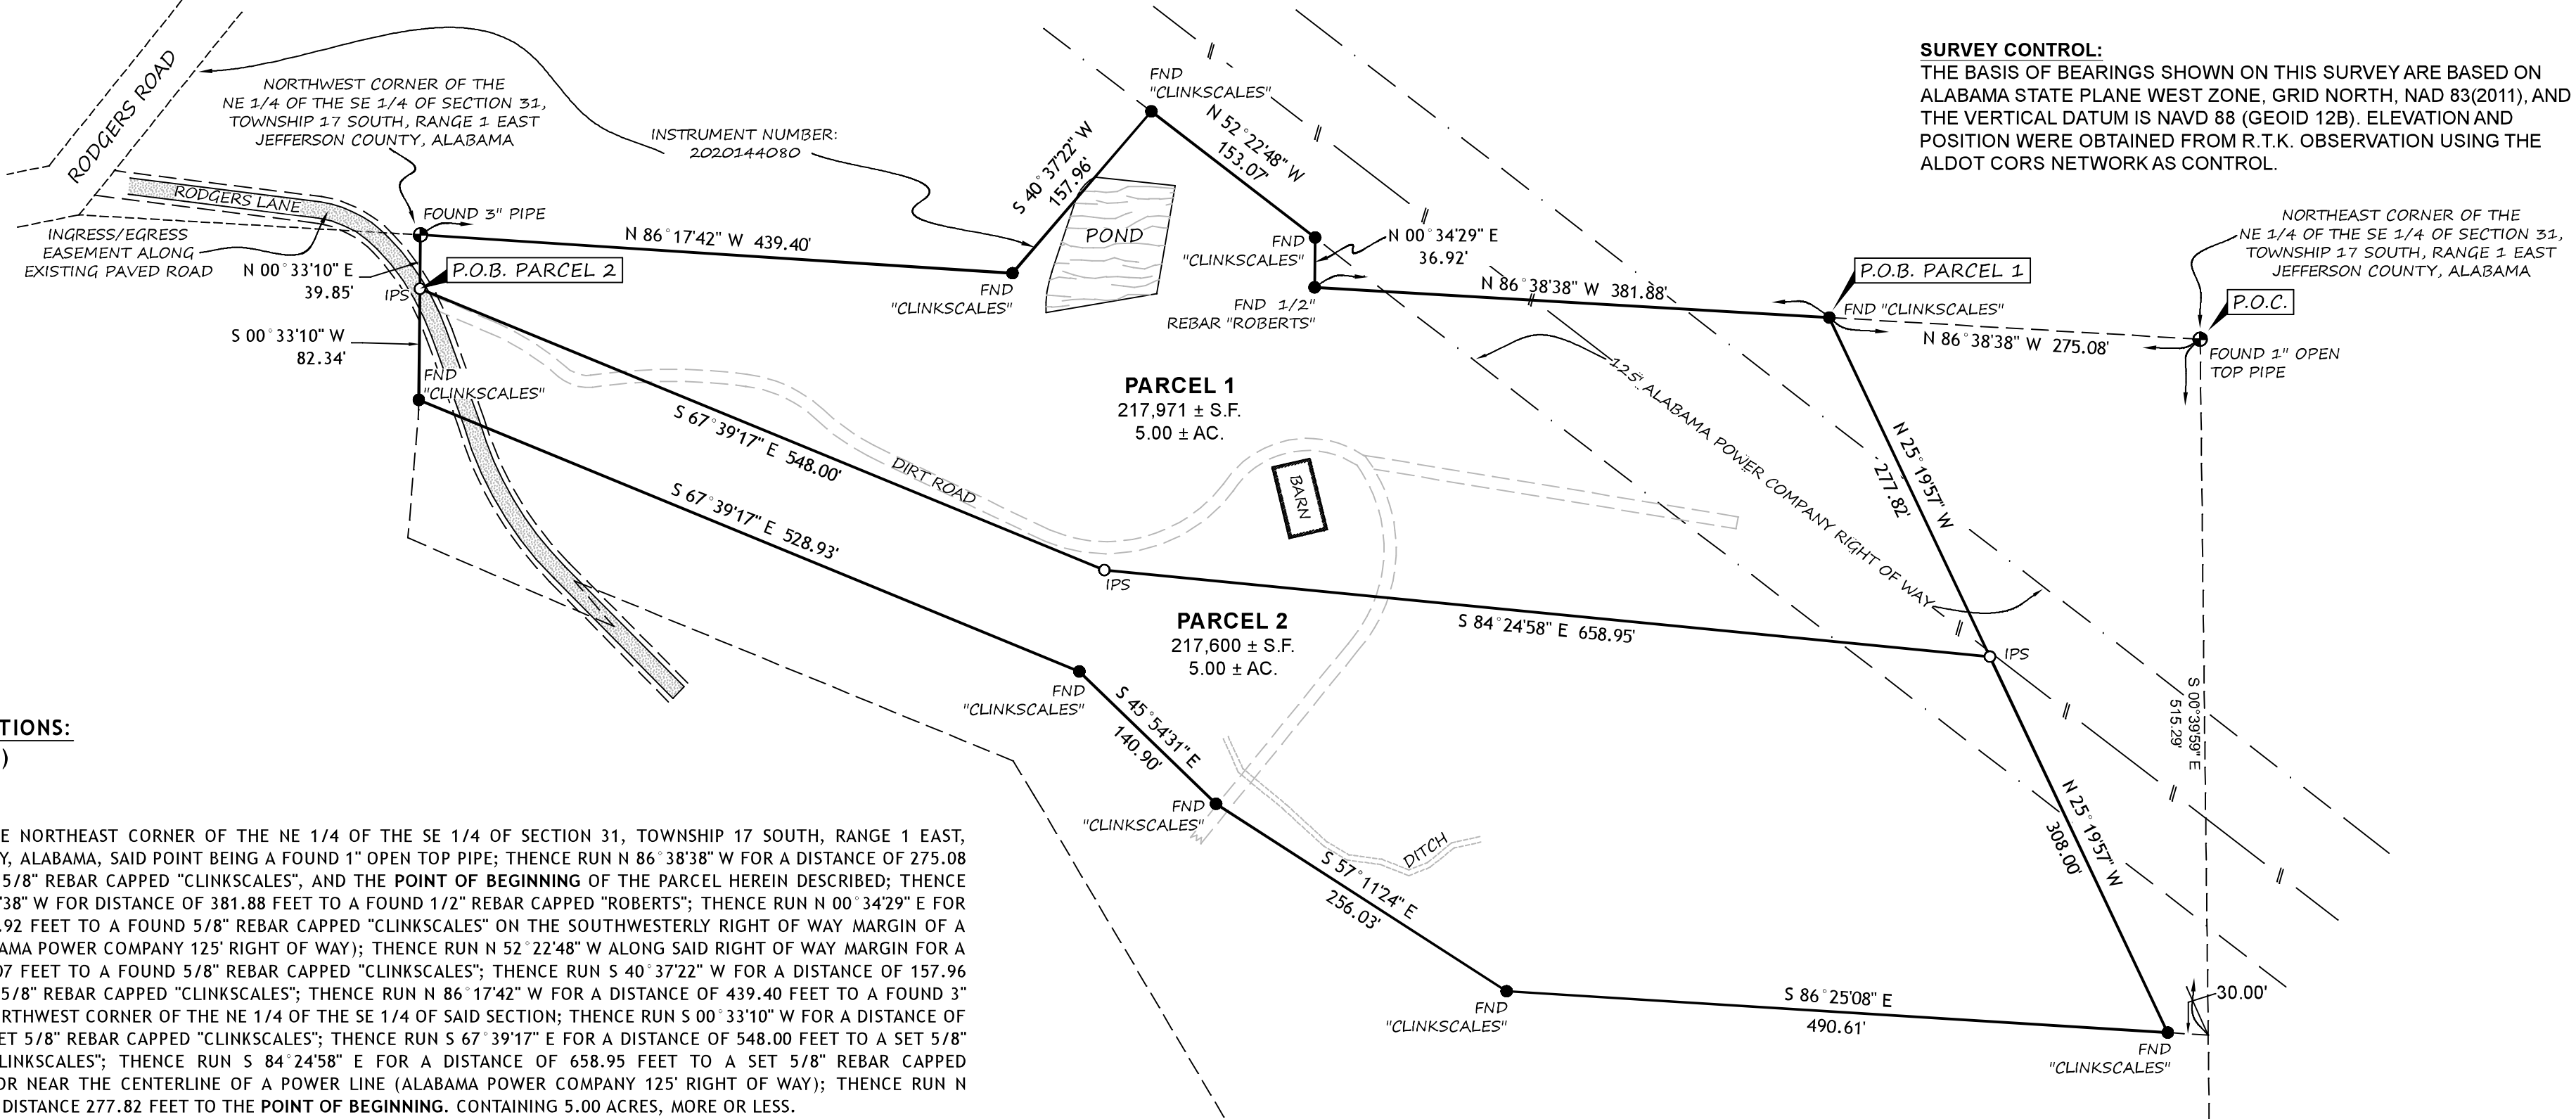 SURVEY CONTROL:
THE BASIS OF BEARINGS SHOWN ON THIS SURVEY ARE BASED ON
ALABAMA STATE PLANE WEST ZONE, GRID NORTH, NAD 83(2011), AND
THE VERTICAL DATUM IS NAVD 88 (GEOID 12B). ELEVATION AND
POSITION WERE OBTAINED FROM R.T.K. OBSERVATION USING THE
ALDOT CORS NETWORK AS CONTROL.
RODGERS ROAD
NORTHWEST CORNER OF THE
NE 1/4 OF THE SE 1/4 OF SECTION 31,
TOWNSHIP 17 SOUTH, RANGE 1 EAST
JEFFERSON COUNTY, ALABAMA
INSTRUMENT NUMBER:
2020144080
RODGERS LANE
INGRESS/EGRESS
EASEMENT ALONG
EXISTING PAVED ROAD
FOUND 3" PIPE
N 00°33'10" E
39.85'
P.O.B. PARCEL 2
IPS
S 00°33'10" W
82.34'
FND
"CLINKSCALES"
N 86°17'42" W 439.40'
FND
"CLINKSCALES"
S 40°37'22" W
157.96'
FND
"CLINKSCALES"
N 52°22'48" W
153.07'
POND
FND
"CLINKSCALES"
N 00°34'29" E
36.92'
FND 1/2"
REBAR "ROBERTS"
N 86°38'38" W 381.88'
P.O.B. PARCEL 1
FND "CLINKSCALES"
N 86°38'38" W 275.08'
NORTHEAST CORNER OF THE
NE 1/4 OF THE SE 1/4 OF SECTION 31,
TOWNSHIP 17 SOUTH, RANGE 1 EAST
JEFFERSON COUNTY, ALABAMA
P.O.C.
FOUND 1" OPEN
TOP PIPE
PARCEL 1
217,971 ± S.F.
5.00 ± AC.
125' ALABAMA POWER COMPANY RIGHT OF WAY
N 25°19'57" W
277.82'
S 67°39'17" E 548.00'
DIRT ROAD
BARN
S 67°39'17" E 528.93'
IPS
PARCEL 2
217,600 ± S.F.
5.00 ± AC.
S 84°24'58" E 658.95'
IPS
S 00°39'59" E
515.29'
FND
"CLINKSCALES"
S 45°54'31" E
140.90'
FND
"CLINKSCALES"
DITCH
S 57°11'24" E
256.03'
N 25°19'57" W
308.00'
FND
"CLINKSCALES"
S 86°25'08" E
490.61'
30.00'
FND
"CLINKSCALES"
TIONS:
)
E NORTHEAST CORNER OF THE NE 1/4 OF THE SE 1/4 OF SECTION 31, TOWNSHIP 17 SOUTH, RANGE 1 EAST,
Y, ALABAMA, SAID POINT BEING A FOUND 1" OPEN TOP PIPE; THENCE RUN N 86°38'38" W FOR A DISTANCE OF 275.08
5/8" REBAR CAPPED "CLINKSCALES", AND THE POINT OF BEGINNING OF THE PARCEL HEREIN DESCRIBED; THENCE
'38" W FOR DISTANCE OF 381.88 FEET TO A FOUND 1/2" REBAR CAPPED "ROBERTS"; THENCE RUN N 00°34'29" E FOR
.92 FEET TO A FOUND 5/8" REBAR CAPPED "CLINKSCALES" ON THE SOUTHWESTERLY RIGHT OF WAY MARGIN OF A
AMA POWER COMPANY 125' RIGHT OF WAY); THENCE RUN N 52°22'48" W ALONG SAID RIGHT OF WAY MARGIN FOR A
07 FEET TO A FOUND 5/8" REBAR CAPPED "CLINKSCALES"; THENCE RUN S 40°37'22" W FOR A DISTANCE OF 157.96
5/8" REBAR CAPPED "CLINKSCALES"; THENCE RUN N 86°17'42" W FOR A DISTANCE OF 439.40 FEET TO A FOUND 3"
RTHWEST CORNER OF THE NE 1/4 OF THE SE 1/4 OF SAID SECTION; THENCE RUN S 00°33'10" W FOR A DISTANCE OF
ET 5/8" REBAR CAPPED "CLINKSCALES"; THENCE RUN S 67°39'17" E FOR A DISTANCE OF 548.00 FEET TO A SET 5/8"
LINKSCALES"; THENCE RUN S 84°24'58" E FOR A DISTANCE OF 658.95 FEET TO A SET 5/8" REBAR CAPPED
OR NEAR THE CENTERLINE OF A POWER LINE (ALABAMA POWER COMPANY 125' RIGHT OF WAY); THENCE RUN N
DISTANCE 277.82 FEET TO THE POINT OF BEGINNING. CONTAINING 5.00 ACRES, MORE OR LESS.